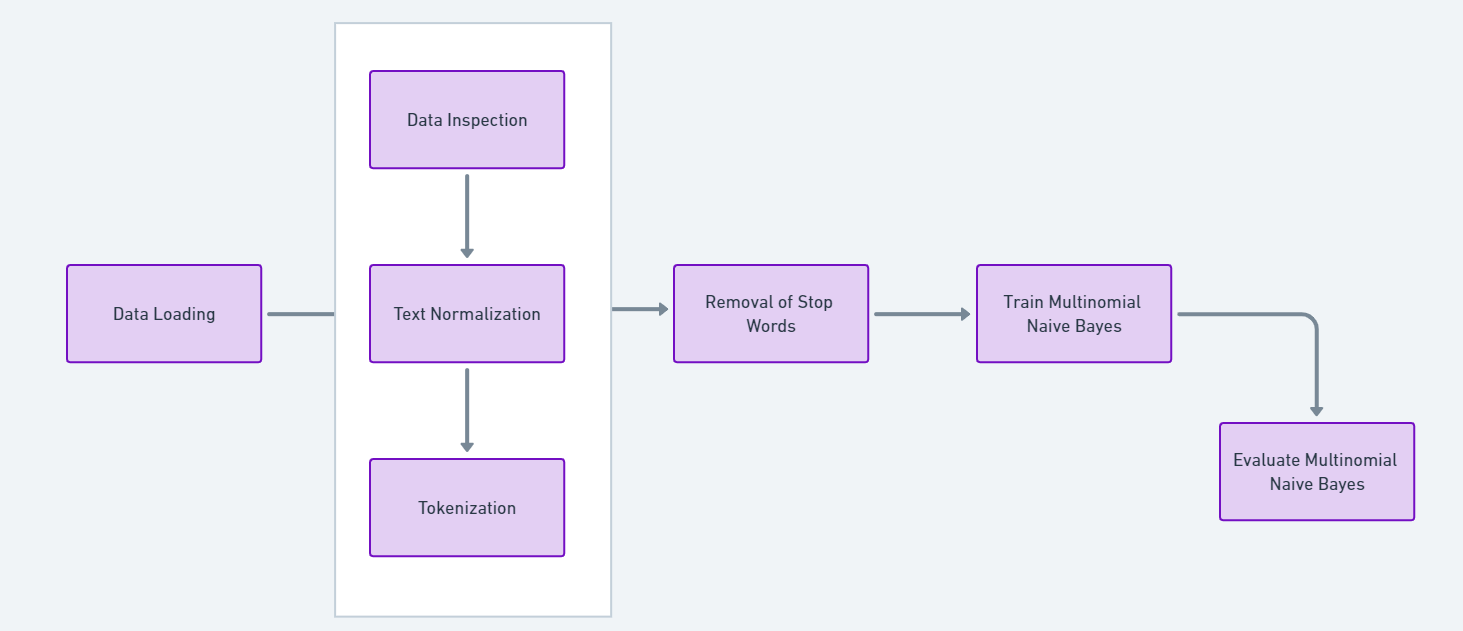 Data Loading
Data Inspection
Text Normalization
Tokenization
Removal of Stop
Words
Train Multinomial
Naive Bayes
Evaluate Multinomial
Naive Bayes